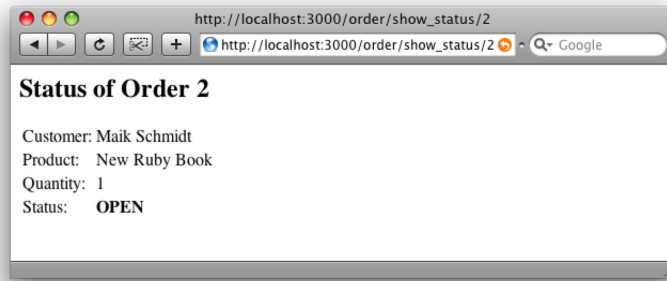 http://localhost:3000/order/show_status/2
http://localhost:3000/order/show_status/2 Google
Status of Order 2
Customer: Maik Schmidt
Product: New Ruby Book
Quantity: 1
Status: OPEN